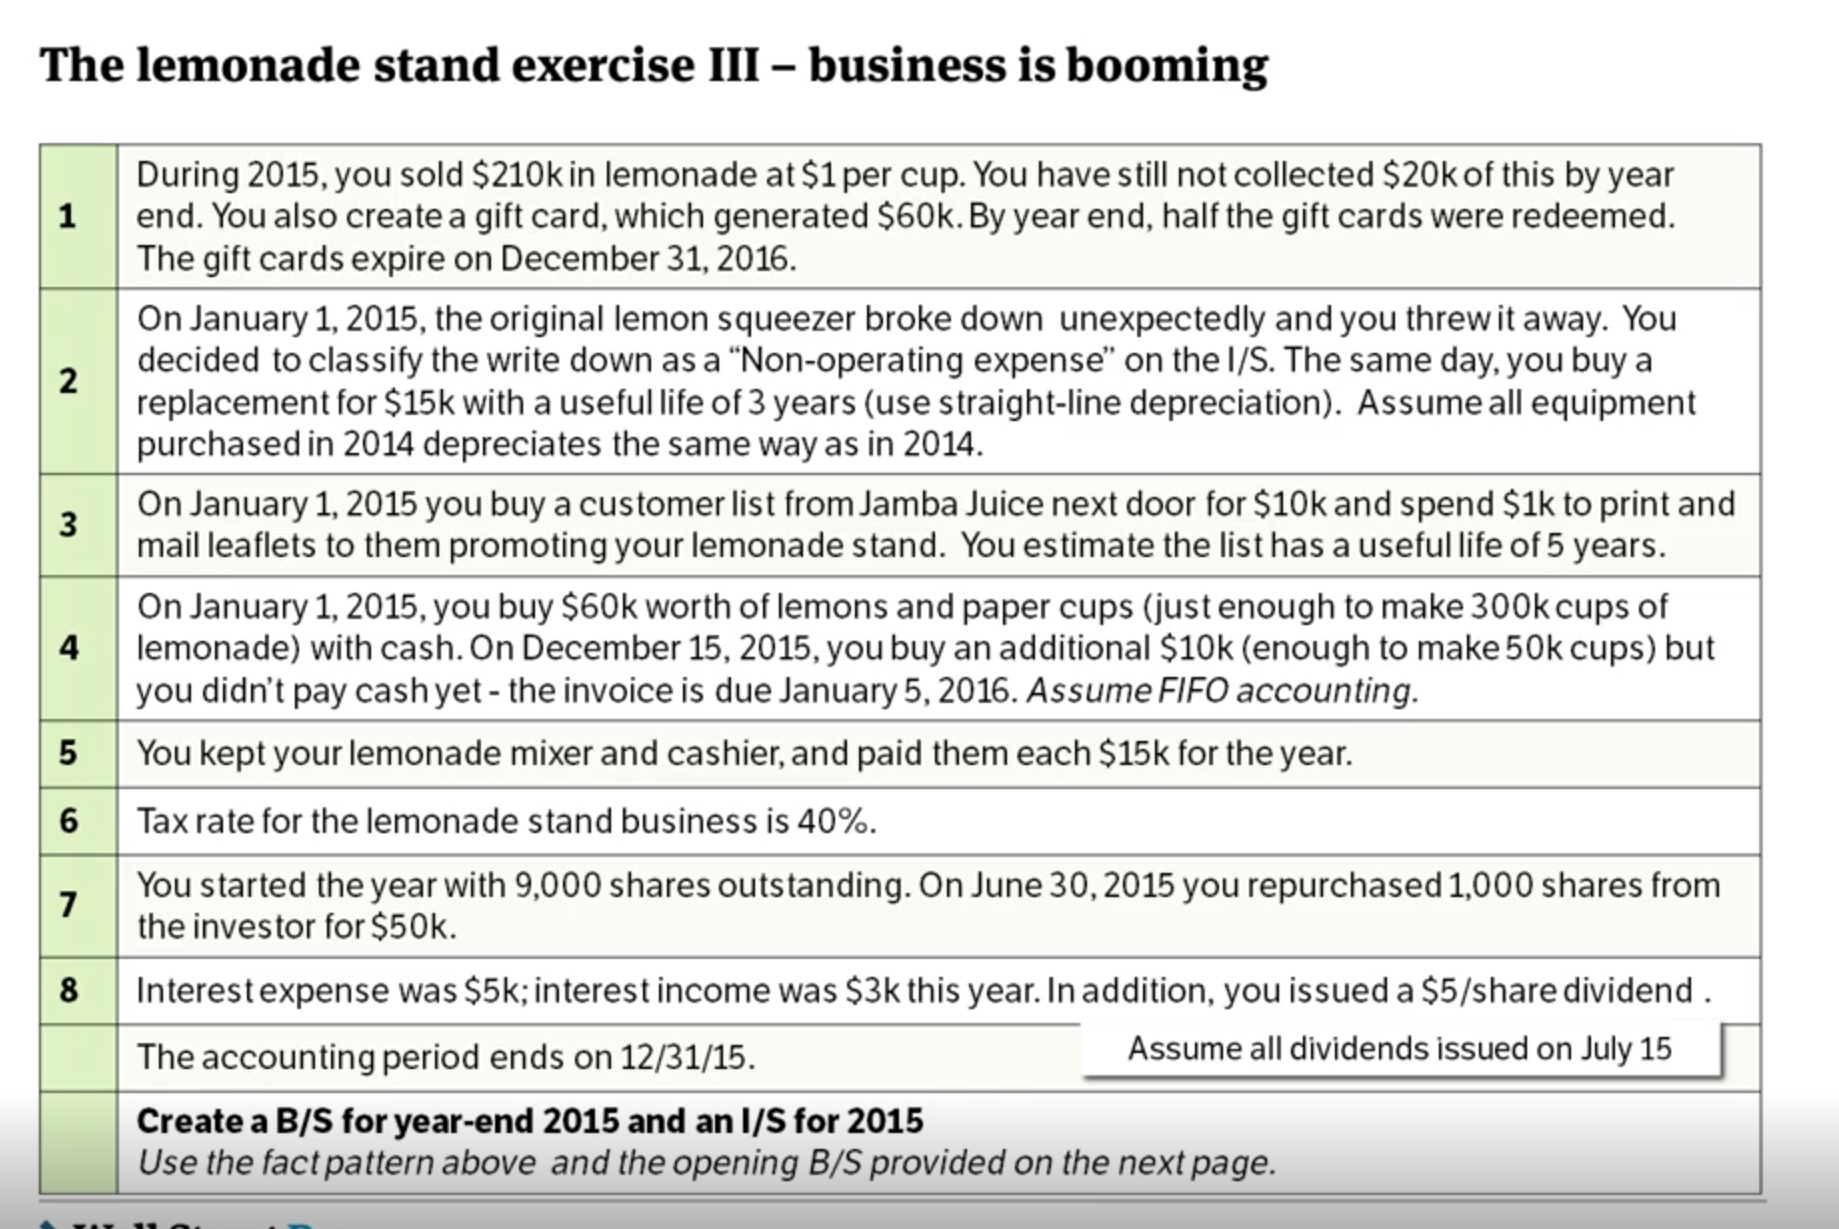 The lemonade stand exercise III – business is booming
1
During 2015, you sold $210k in lemonade at $1 per cup. You have still not collected $20k of this by year
end. You also create a gift card, which generated $60k. By year end, half the gift cards were redeemed.
The gift cards expire on December 31, 2016.
2
On January 1, 2015, the original lemon squeezer broke down unexpectedly and you threw it away. You
decided to classify the write down as a “Non-operating expense” on the I/S. The same day, you buy a
replacement for $15k with a useful life of 3 years (use straight-line depreciation). Assume all equipment
purchased in 2014 depreciates the same way as in 2014.
3
On January 1, 2015 you buy a customer list from Jamba Juice next door for $10k and spend $1k to print and
mail leaflets to them promoting your lemonade stand. You estimate the list has a useful life of 5 years.
4
On January 1, 2015, you buy $60k worth of lemons and paper cups (just enough to make 300k cups of
lemonade) with cash. On December 15, 2015, you buy an additional $10k (enough to make 50k cups) but
you didn’t pay cash yet - the invoice is due January 5, 2016. Assume FIFO accounting.
5
You kept your lemonade mixer and cashier, and paid them each $15k for the year.
6
Tax rate for the lemonade stand business is 40%.
7
You started the year with 9,000 shares outstanding. On June 30, 2015 you repurchased 1,000 shares from
the investor for $50k.
8
Interest expense was $5k; interest income was $3k this year. In addition, you issued a $5/share dividend .
Assume all dividends issued on July 15
The accounting period ends on 12/31/15.
Create a B/S for year-end 2015 and an I/S for 2015
Use the fact pattern above and the opening B/S provided on the next page.